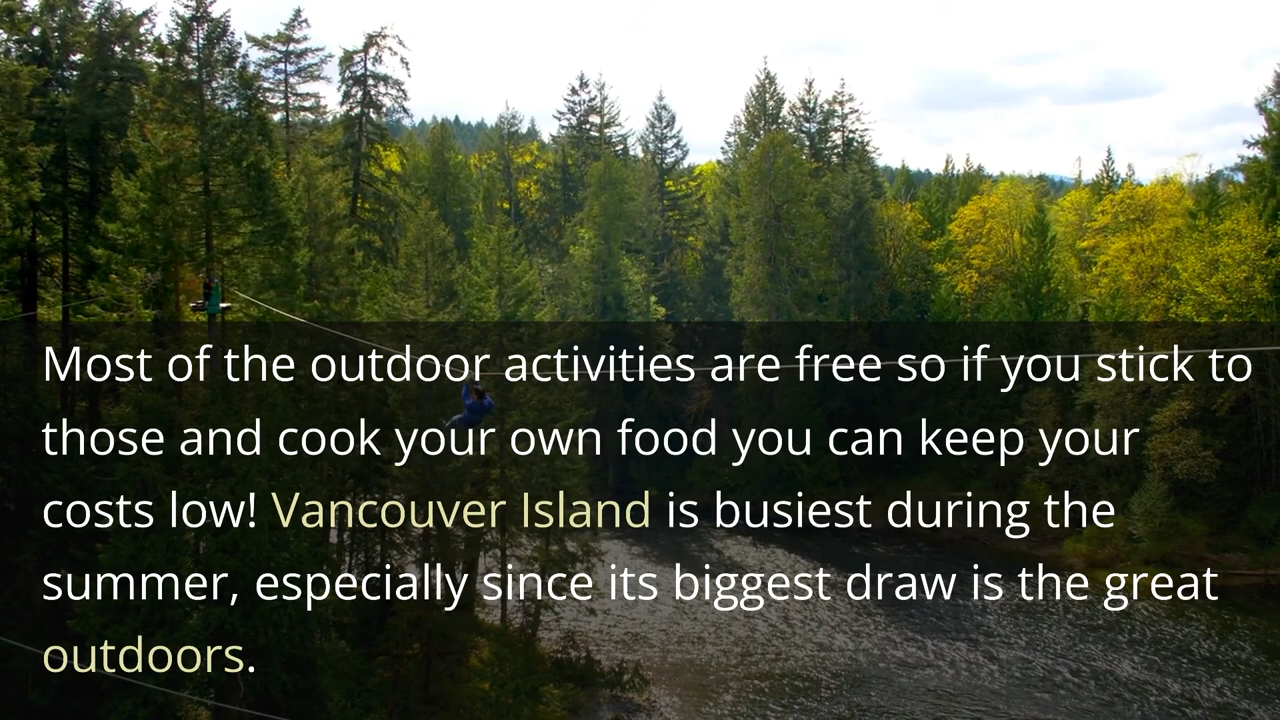 Most of the outdoor activities are free so if you stick to
those and cook your own food you can keep your
costs low! Vancouver Island is busiest during the
summer, especially since its biggest draw is the great
outdoors.